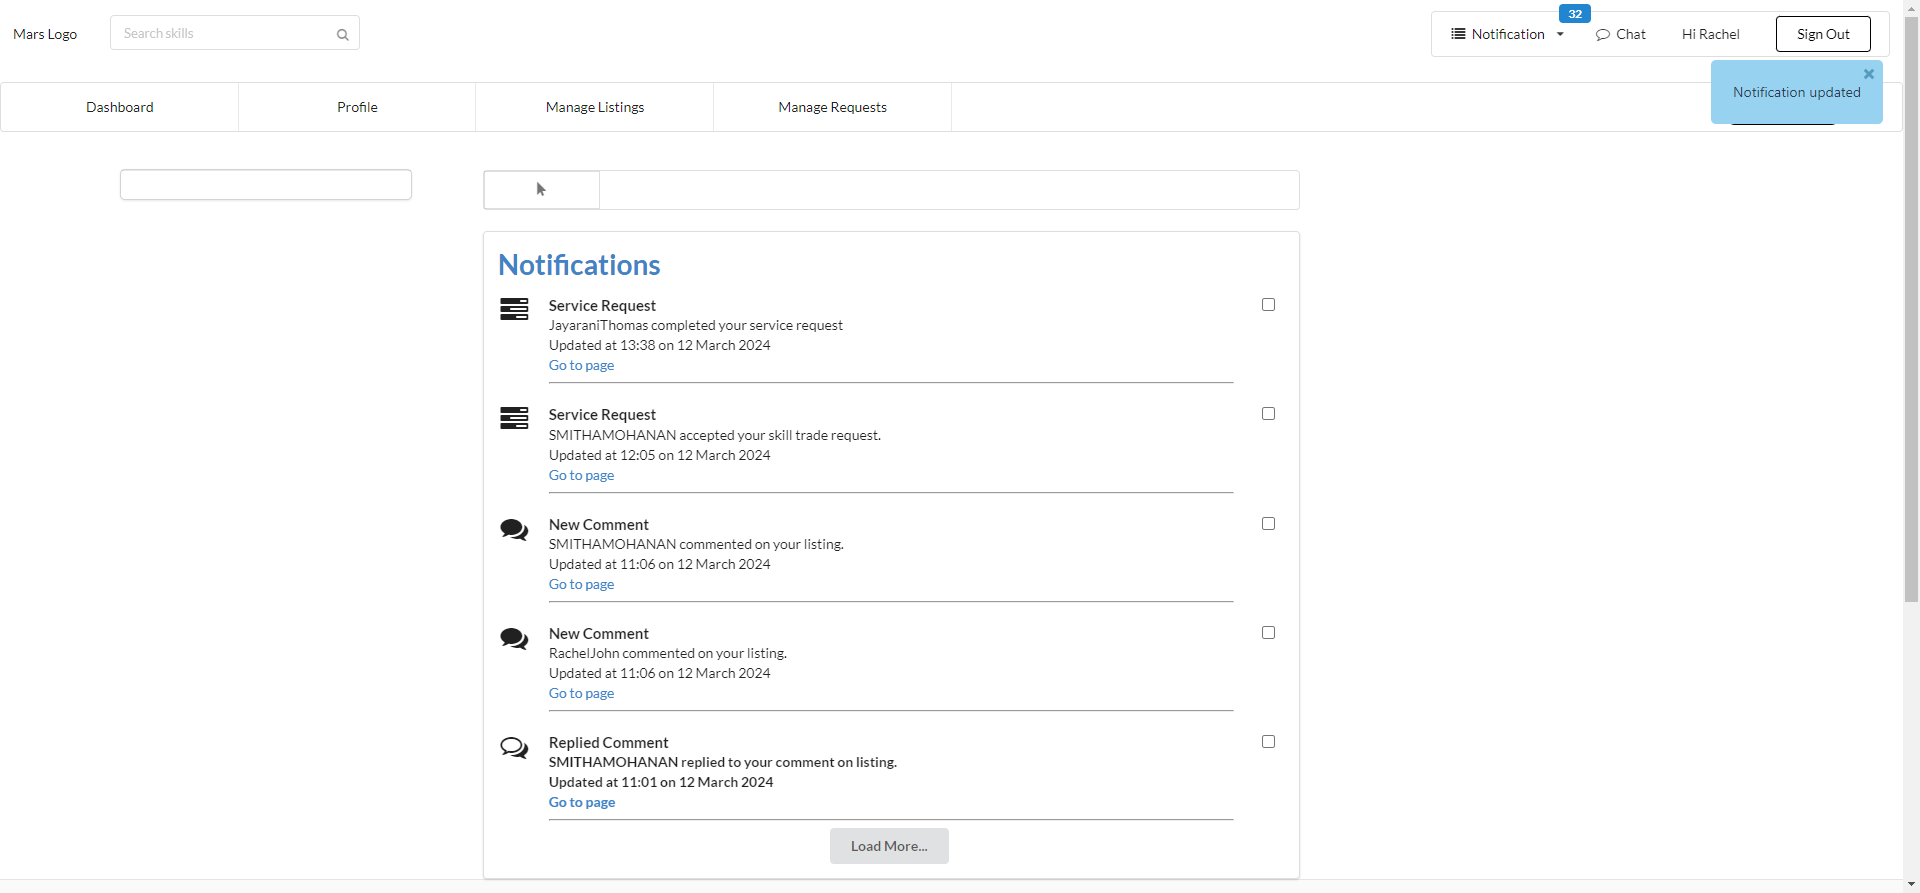 Mars Logo
Search skills
32
Notification
Chat
Hi Rachel
Sign Out
Notification updated
Dashboard
Profile
Manage Listings
Manage Requests
Notifications
Service Request
JayaraniThomas completed your service request
Updated at 13:38 on 12 March 2024
Go to page
Service Request
SMITHAMOHANAN accepted your skill trade request.
Updated at 12:05 on 12 March 2024
Go to page
New Comment
SMITHAMOHANAN commented on your listing.
Updated at 11:06 on 12 March 2024
Go to page
New Comment
RachelJohn commented on your listing.
Updated at 11:06 on 12 March 2024
Go to page
Replied Comment
SMITHAMOHANAN replied to your comment on listing.
Updated at 11:01 on 12 March 2024
Go to page
Load More...